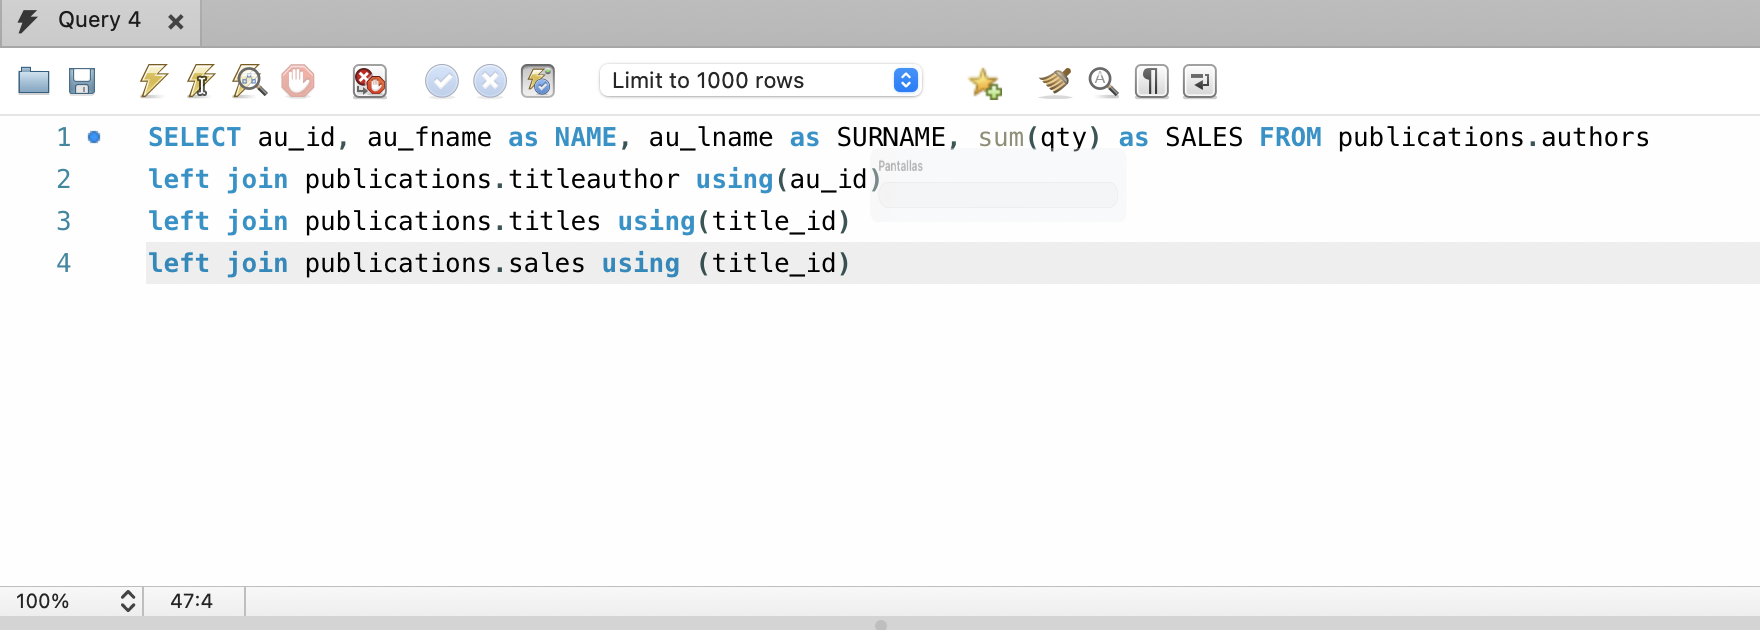 Query 4
Limit to 1000 rows
1 SELECT au_id, au_fname as NAME, au_lname as SURNAME, sum(qty) as SALES FROM publications.authors
Pantallas
2 left join publications.titleauthor using(au_id)
3 left join publications.titles using(title_id)
4 left join publications.sales using (title_id)
100% 47:4